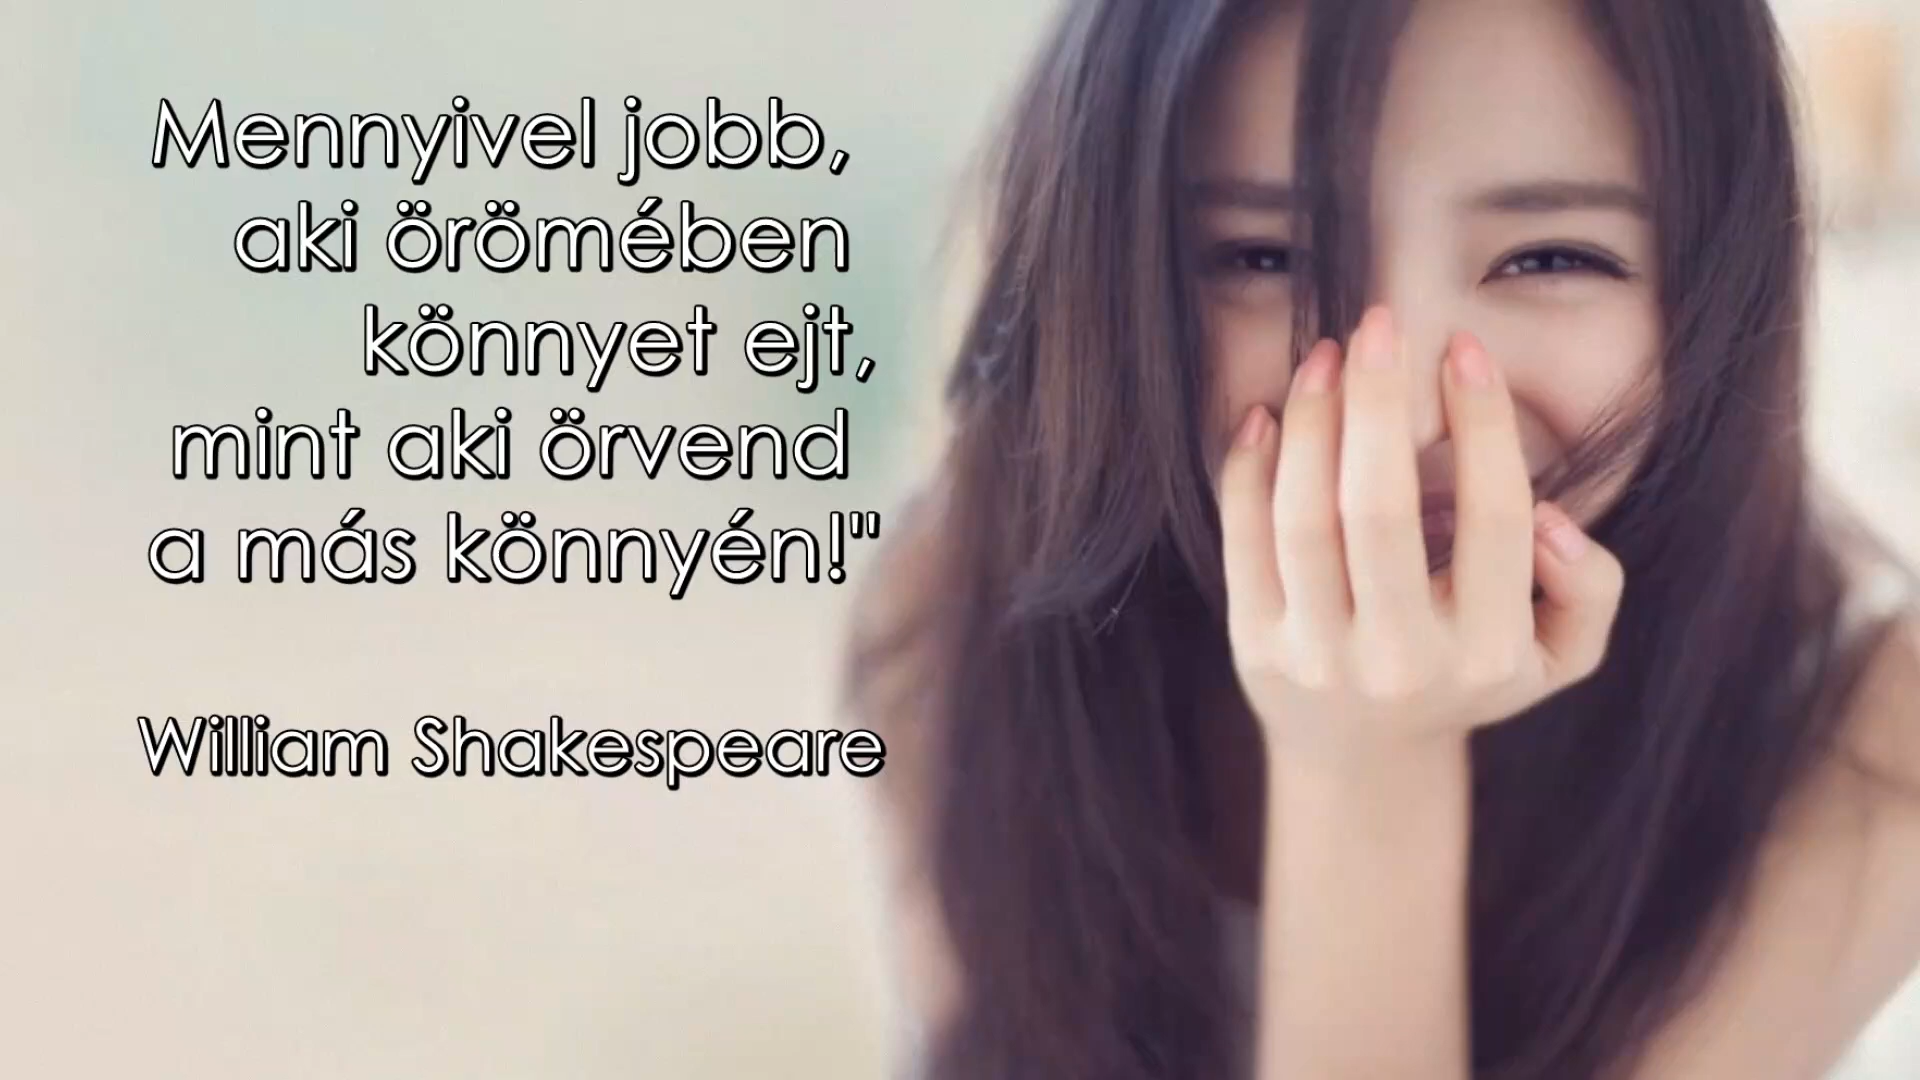 Mennyivel jobb,
aki örömében
könnyet ejt,
mint aki örvend
a más könnyén!"
William Shakespeare